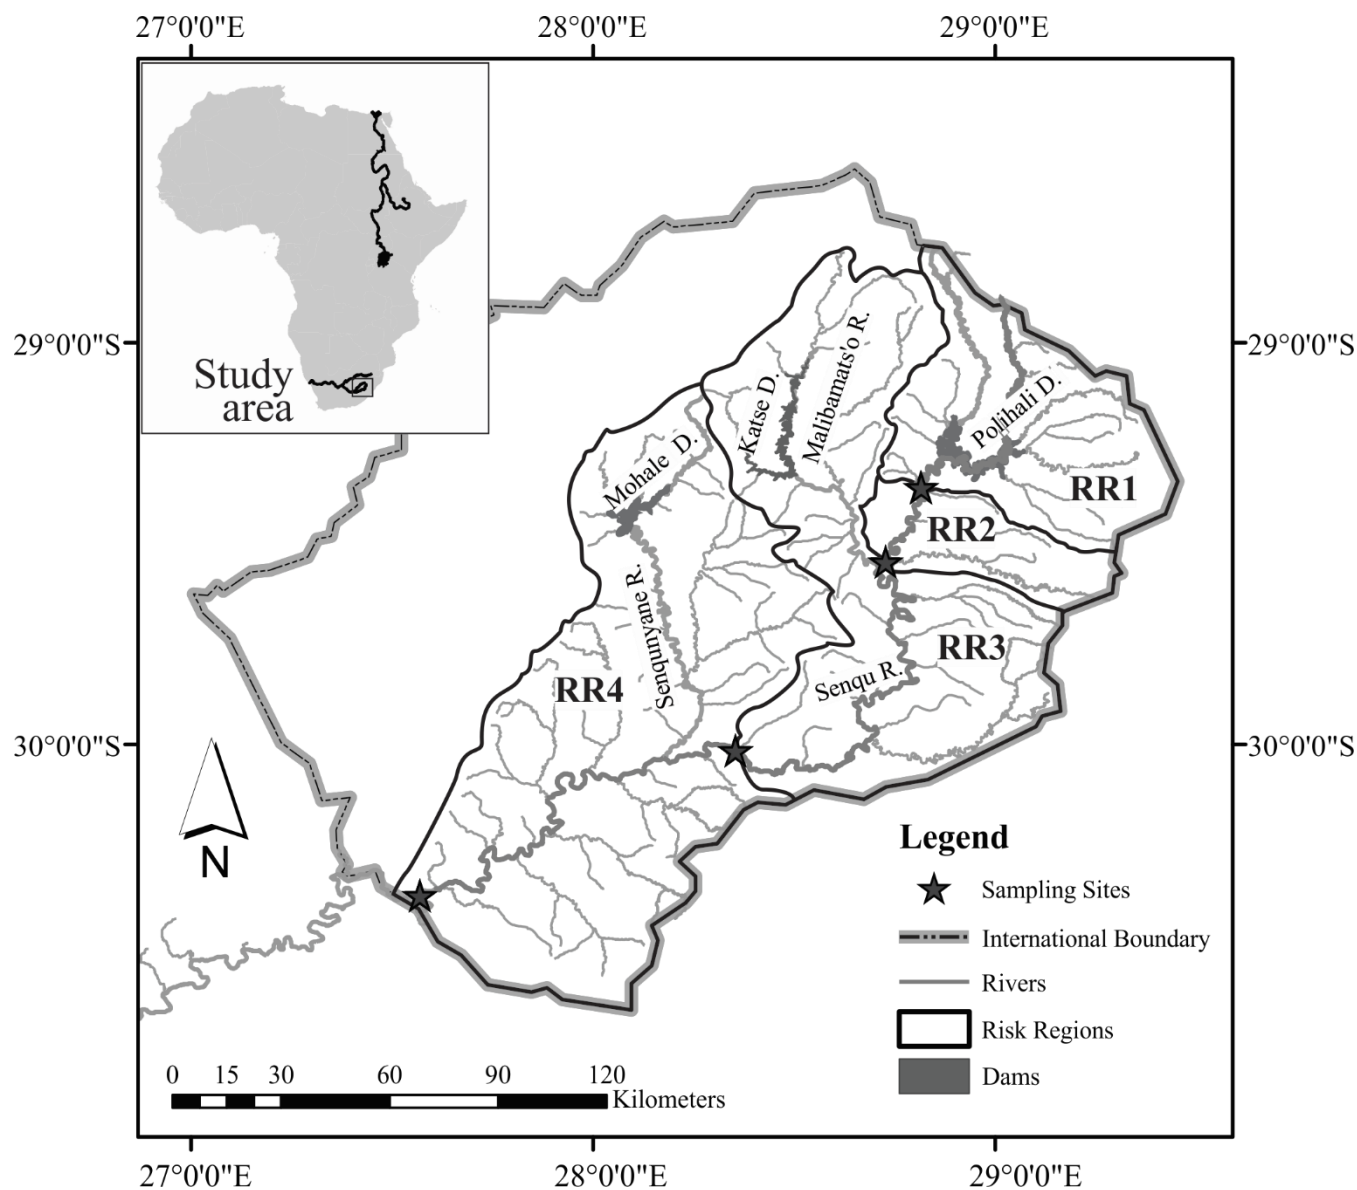 27°0'0"E 28°0'0"E 29°0'0"E
29°0'0"S 29°0'0"S
Study
area
Katse D.
Malibamats'o R.
Polihali D.
Mohale D.
RR1
RR2
Senqunyane R.
RR3
RR4
Senqu R.
30°0'0"S 30°0'0"S
N
Legend
Sampling Sites
International Boundary
Rivers
Risk Regions
Dams
0 15 30 60 90 120
Kilometers
27°0'0"E 28°0'0"E 29°0'0"E